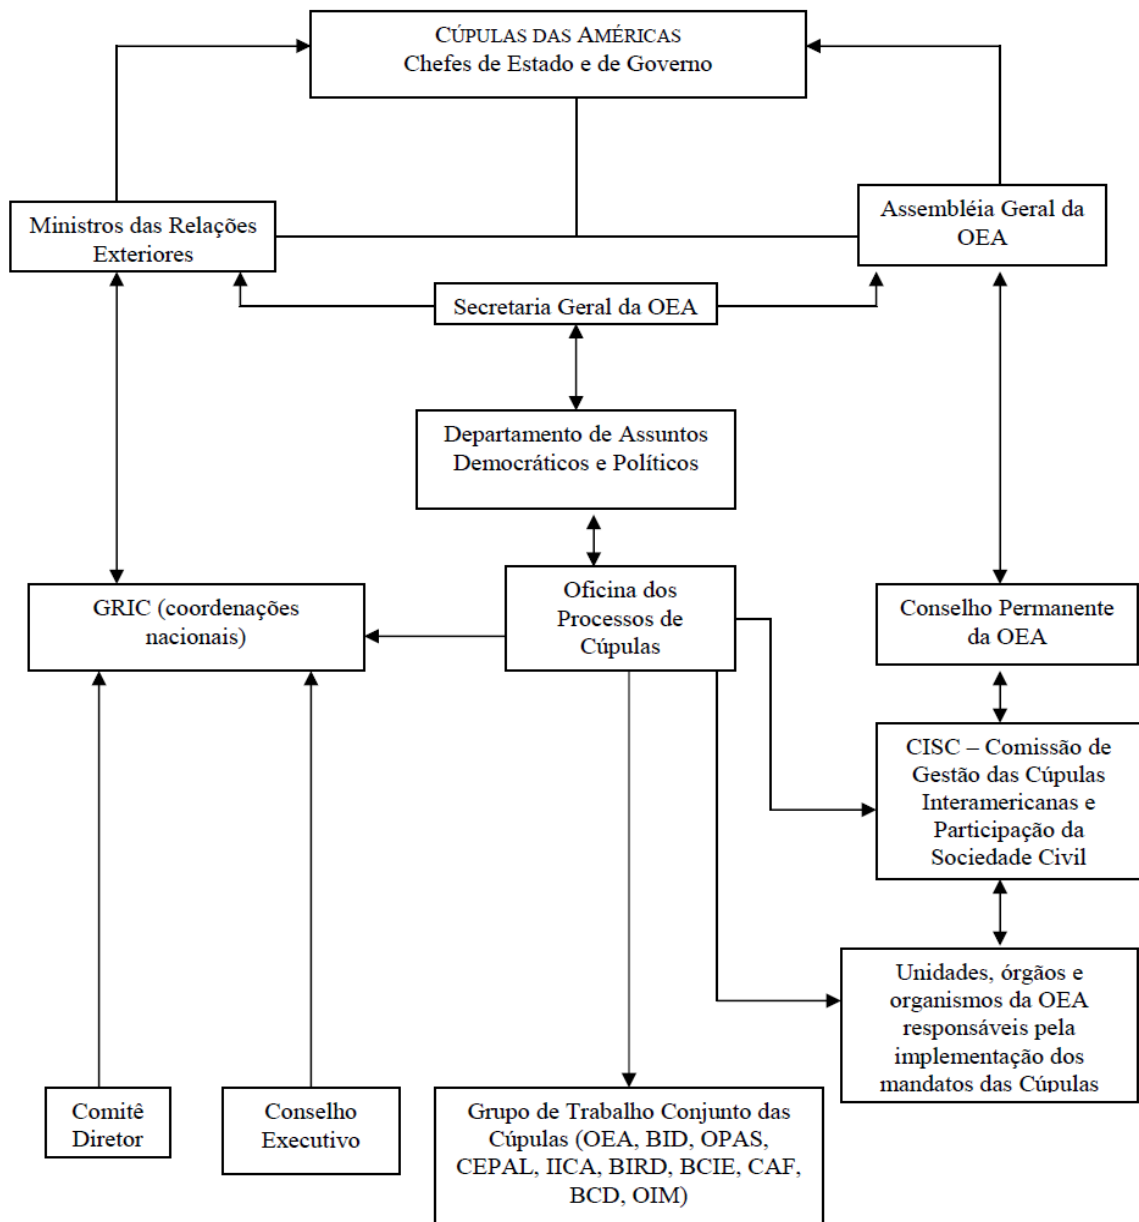 CÚPULAS DAS AMÉRICAS
Chefes de Estado e de Governo
Ministros das Relações
Exteriores
Assembléia Geral da
OEA
Secretaria Geral da OEA
Departamento de Assuntos
Democráticos e Políticos
GRIC (coordenações
nacionais)
Oficina dos
Processos de
Cúpulas
Conselho Permanente
da OEA
CISC – Comissão de
Gestão das Cúpulas
Interamericanas e
Participação da
Sociedade Civil
Unidades, órgãos e
organismos da OEA
responsáveis pela
implementação dos
mandatos das Cúpulas
Comitê
Diretor
Conselho
Executivo
Grupo de Trabalho Conjunto das
Cúpulas (OEA, BID, OPAS,
CEPAL, IICA, BIRD, BCIE, CAF,
BCD, OIM)